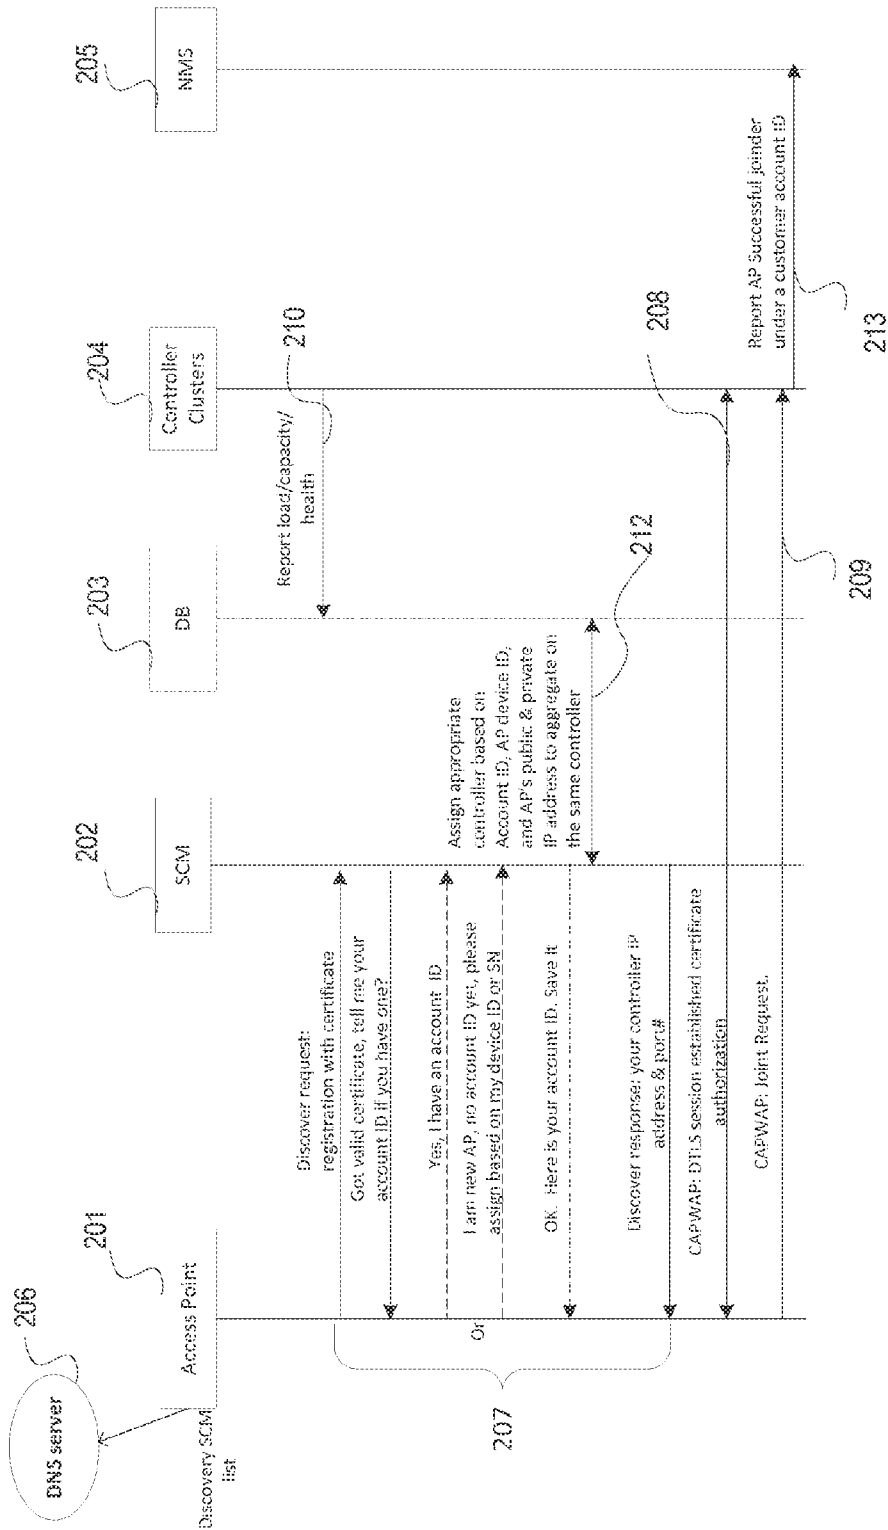 206
DNS server
Discovery SCM
list
201
Access Point
202
SCM
203
DB
204
Controller
Clusters
205
NMS
Report load/capacity/
health
210
Discover request:
registration with certificate
Got valid certificate, tell me your
account ID if you have one?
Yes, I have an account ID
Or
I am new AP, no account ID yet, please
assign based on my device ID or SN
Assign appropriate
controller based on
Account ID, AP device ID,
and AP's public & private
IP address to aggregate on
the same controller
212
OK. Here is your account ID. Save It
Discover response: your controller IP
address & port#
207
CAPWAP: DTLS session established certificate
authorization
208
CAPWAP: Joint Request.
209
Report AP Successful joinder
under a customer account ID
213